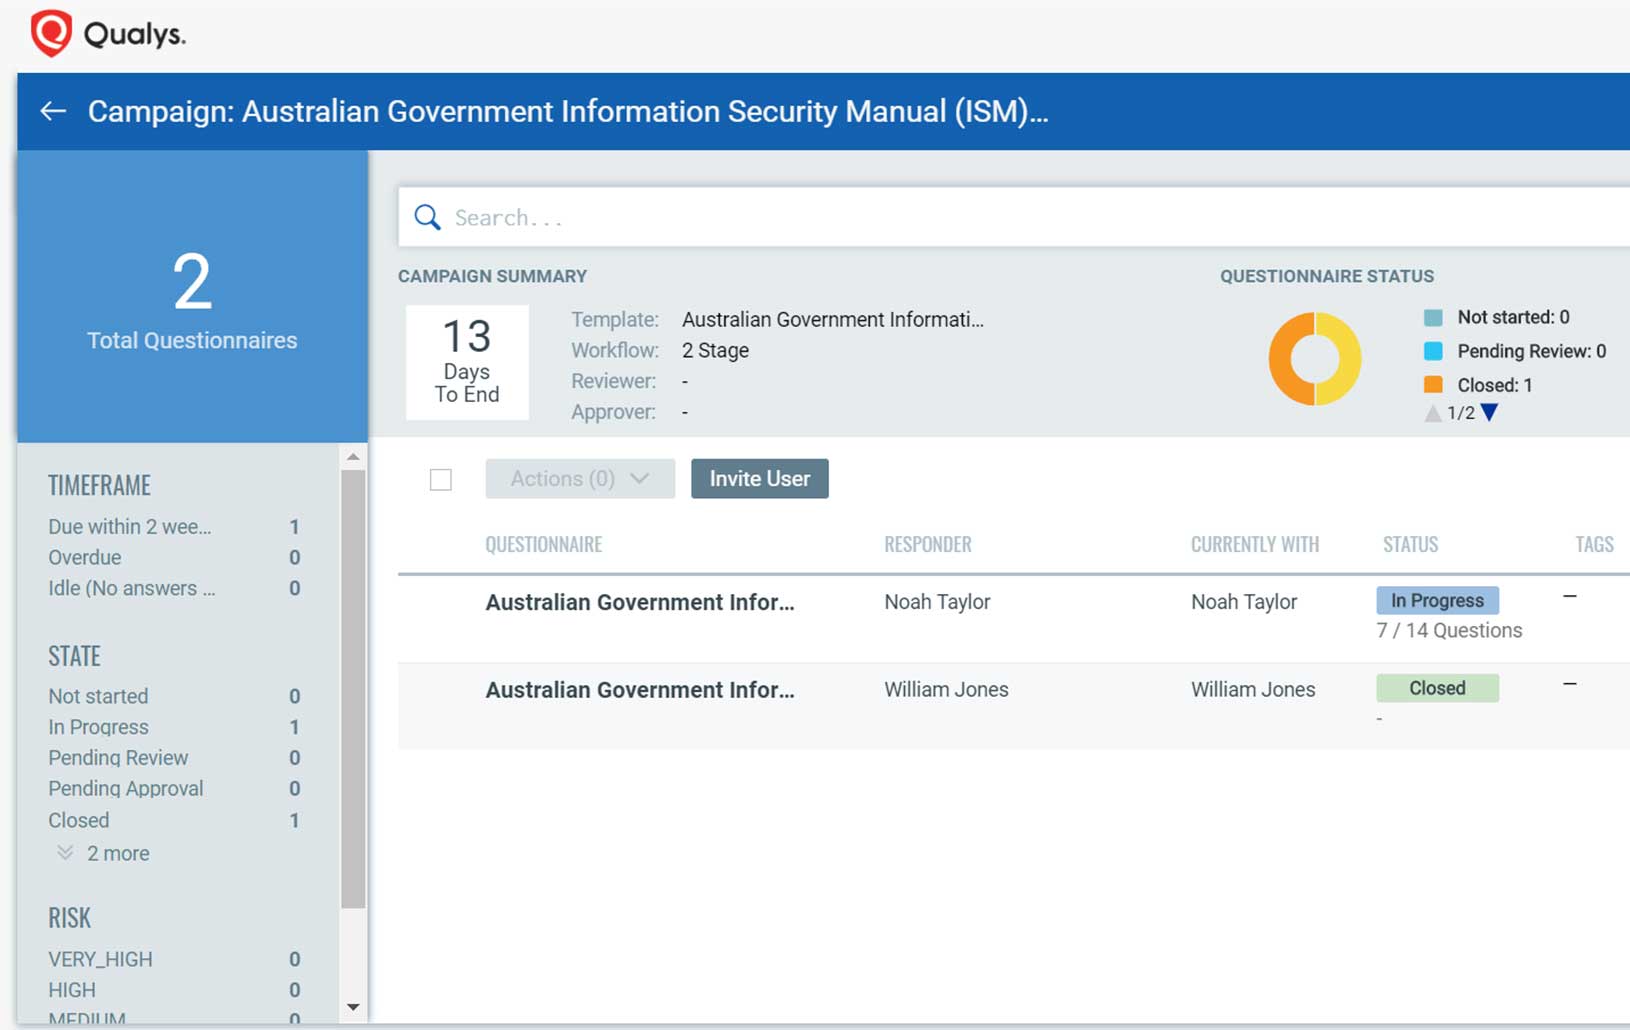 Qualys.
Campaign: Australian Government Information Security Manual (ISM)...
2
Total Questionnaires
Search...
CAMPAIGN SUMMARY
13
Days
To End
Template: Australian Government Informati...
Workflow: 2 Stage
Reviewer: -
Approver: -
QUESTIONNAIRE STATUS
Not started: 0
Pending Review: 0
Closed: 1
1/2
TIMEFRAME
Due within 2 wee... 1
Overdue 0
Idle (No answers ... 0
STATE
Not started 0
In Progress 1
Pending Review 0
Pending Approval 0
Closed 1
2 more
RISK
VERY_HIGH 0
HIGH 0
MEDIUM 0
Actions (0) Invite User
QUESTIONNAIRE RESPONDER CURRENTLY WITH STATUS TAGS
Australian Government Infor... Noah Taylor Noah Taylor In Progress –
7 / 14 Questions
Australian Government Infor... William Jones William Jones Closed –
-